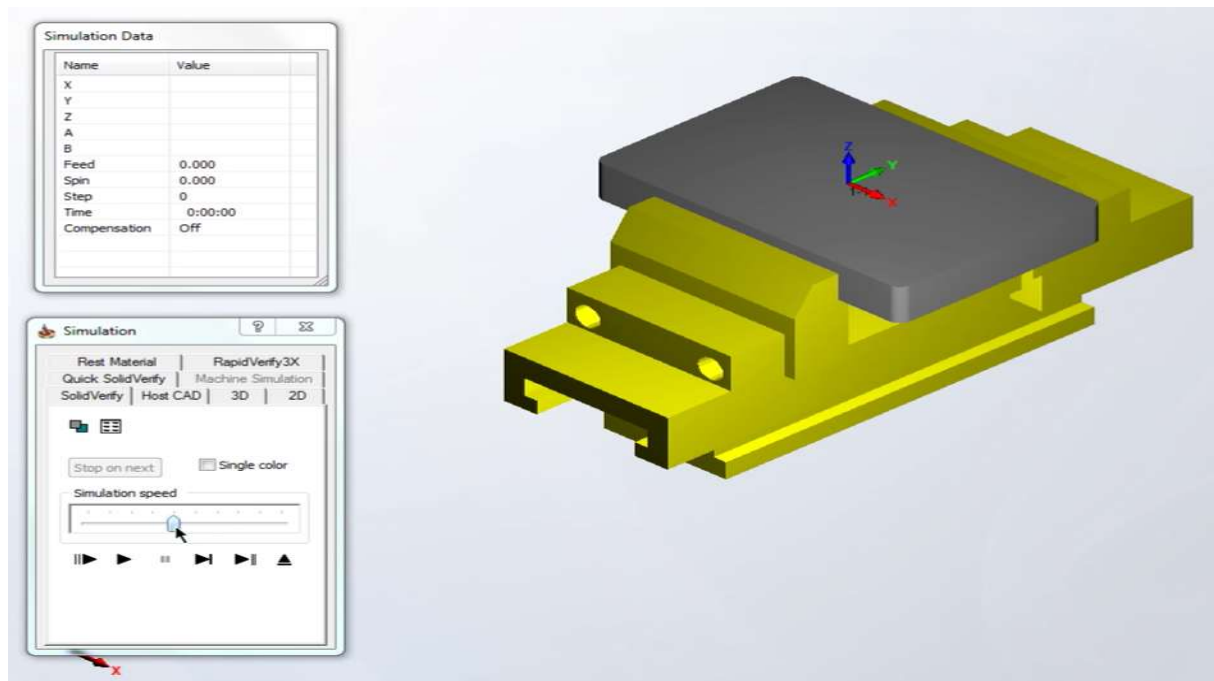 Simulation Data
Name Value
X
Y
Z
A
B
Feed 0.000
Spin 0.000
Step 0
Time 0:00:00
Compensation Off
Simulation
Rest Material RapidVerify3X
Quick SolidVerify Machine Simulation
SolidVerify Host CAD 3D 2D
Stop on next Single color
Simulation speed
Z
Y
X
X